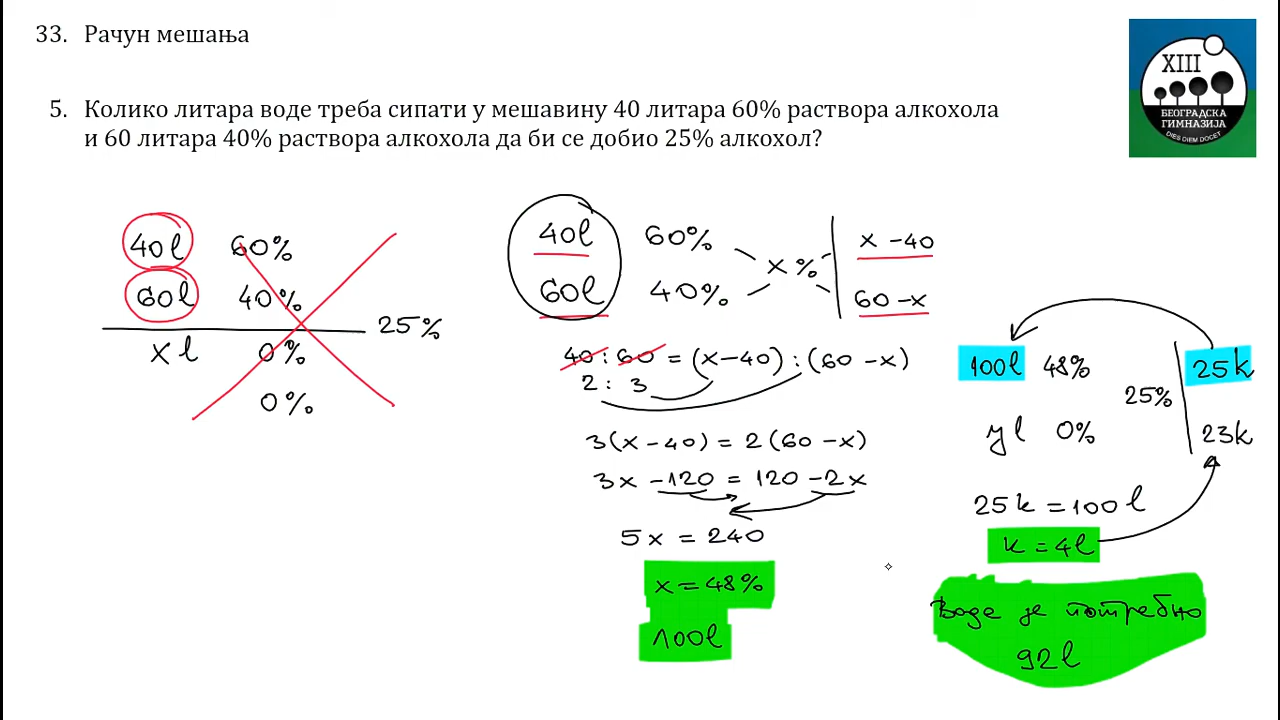 33. Рачун мешања
XIII
БЕОГРАДСКА
ГИМНАЗИЈА
DIES DIEM DOCET
5. Колико литара воде треба сипати у мешавину 40 литара 60% раствора алкохола
и 60 литара 40% раствора алкохола да би се добио 25% алкохол?
40l 60%
60l 40%
25%
xl 0%
0%
40l 60%
x%
60l 40%
x-40
60-x
40:60=(x-40):(60-x)
2:3
3(x-40)=2(60-x)
3x-120=120-2x
5x=240
x=48%
100l
100l 48%
25%
25k
yl 0%
23k
25k=100l
k=4l
Воде је потребно
92l